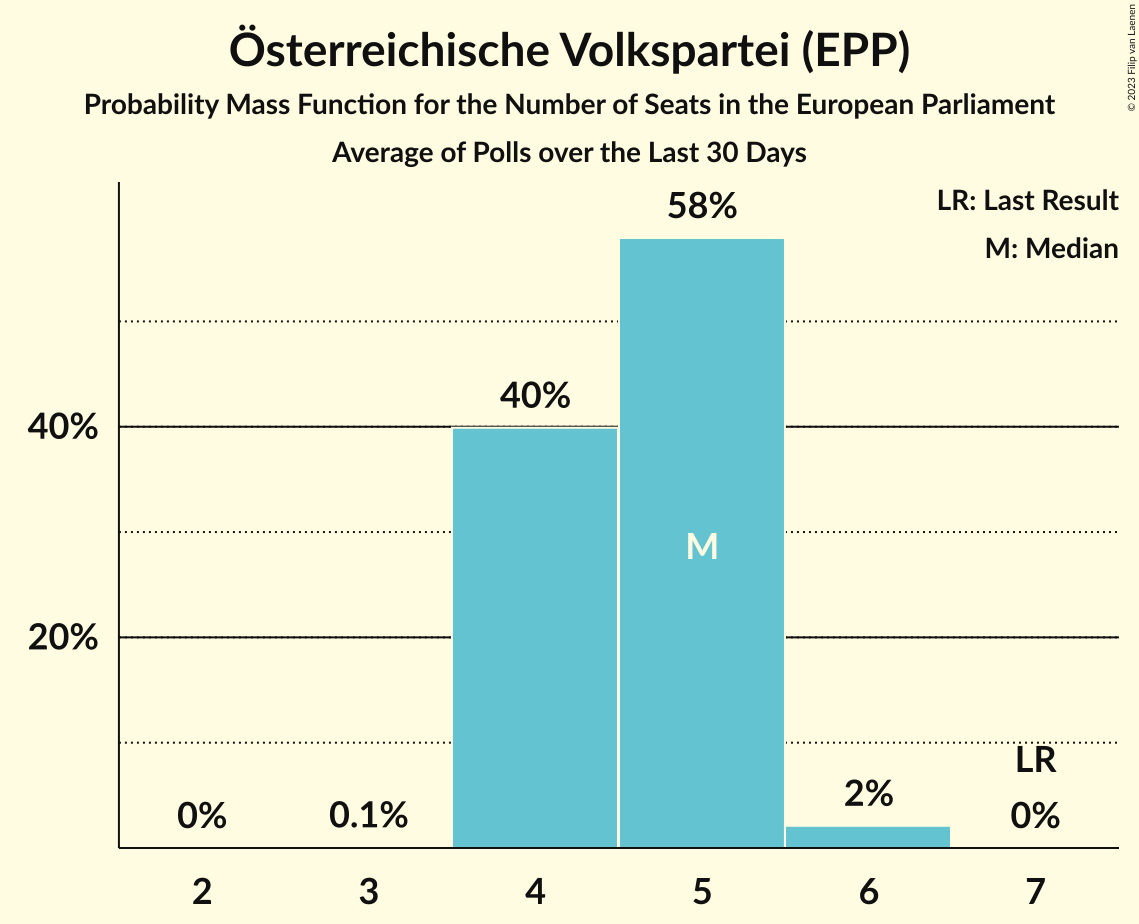 Österreichische Volkspartei (EPP)
Probability Mass Function for the Number of Seats in the European Parliament
Average of Polls over the Last 30 Days
© 2023 Filip van Laenen
LR: Last Result
M: Median
58%
40%
40%
M
20%
LR
2%
0%
0.1%
0%
2
3
4
5
6
7